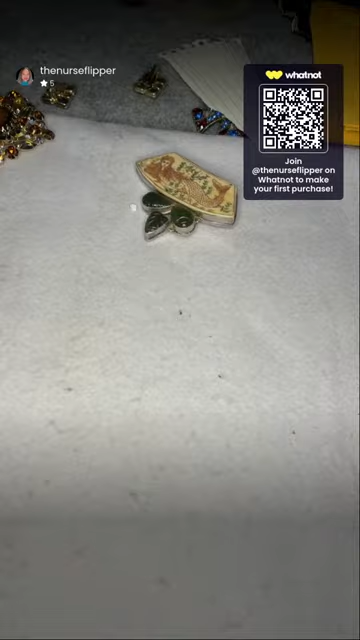 thenurseflipper
5
whatnot
Join
@thenurseflipper on
Whatnot to make
your first purchase!